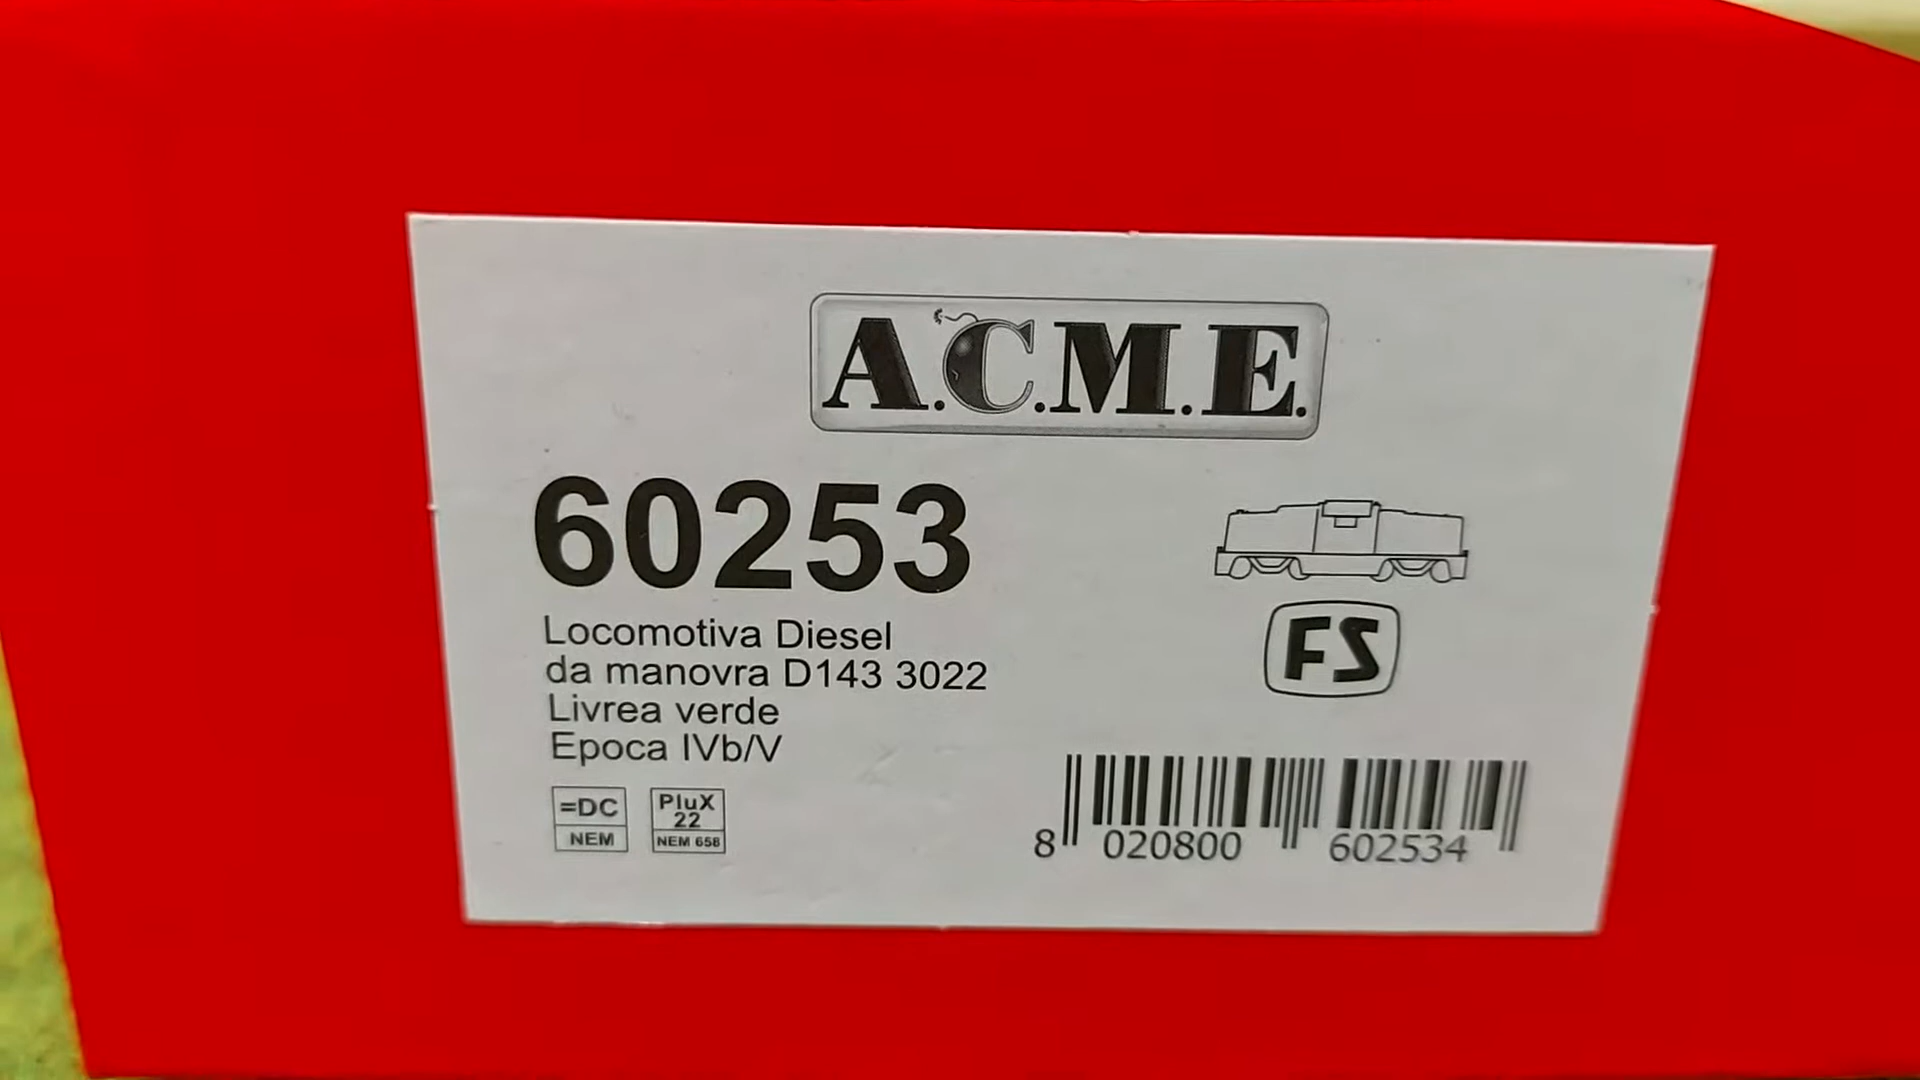 A.C.M.E.
60253
Locomotiva Diesel
da manovra D143 3022
Livrea verde
Epoca IVb/V
FS
=DC
NEM
PluX
22
NEM 658
8 020800 602534